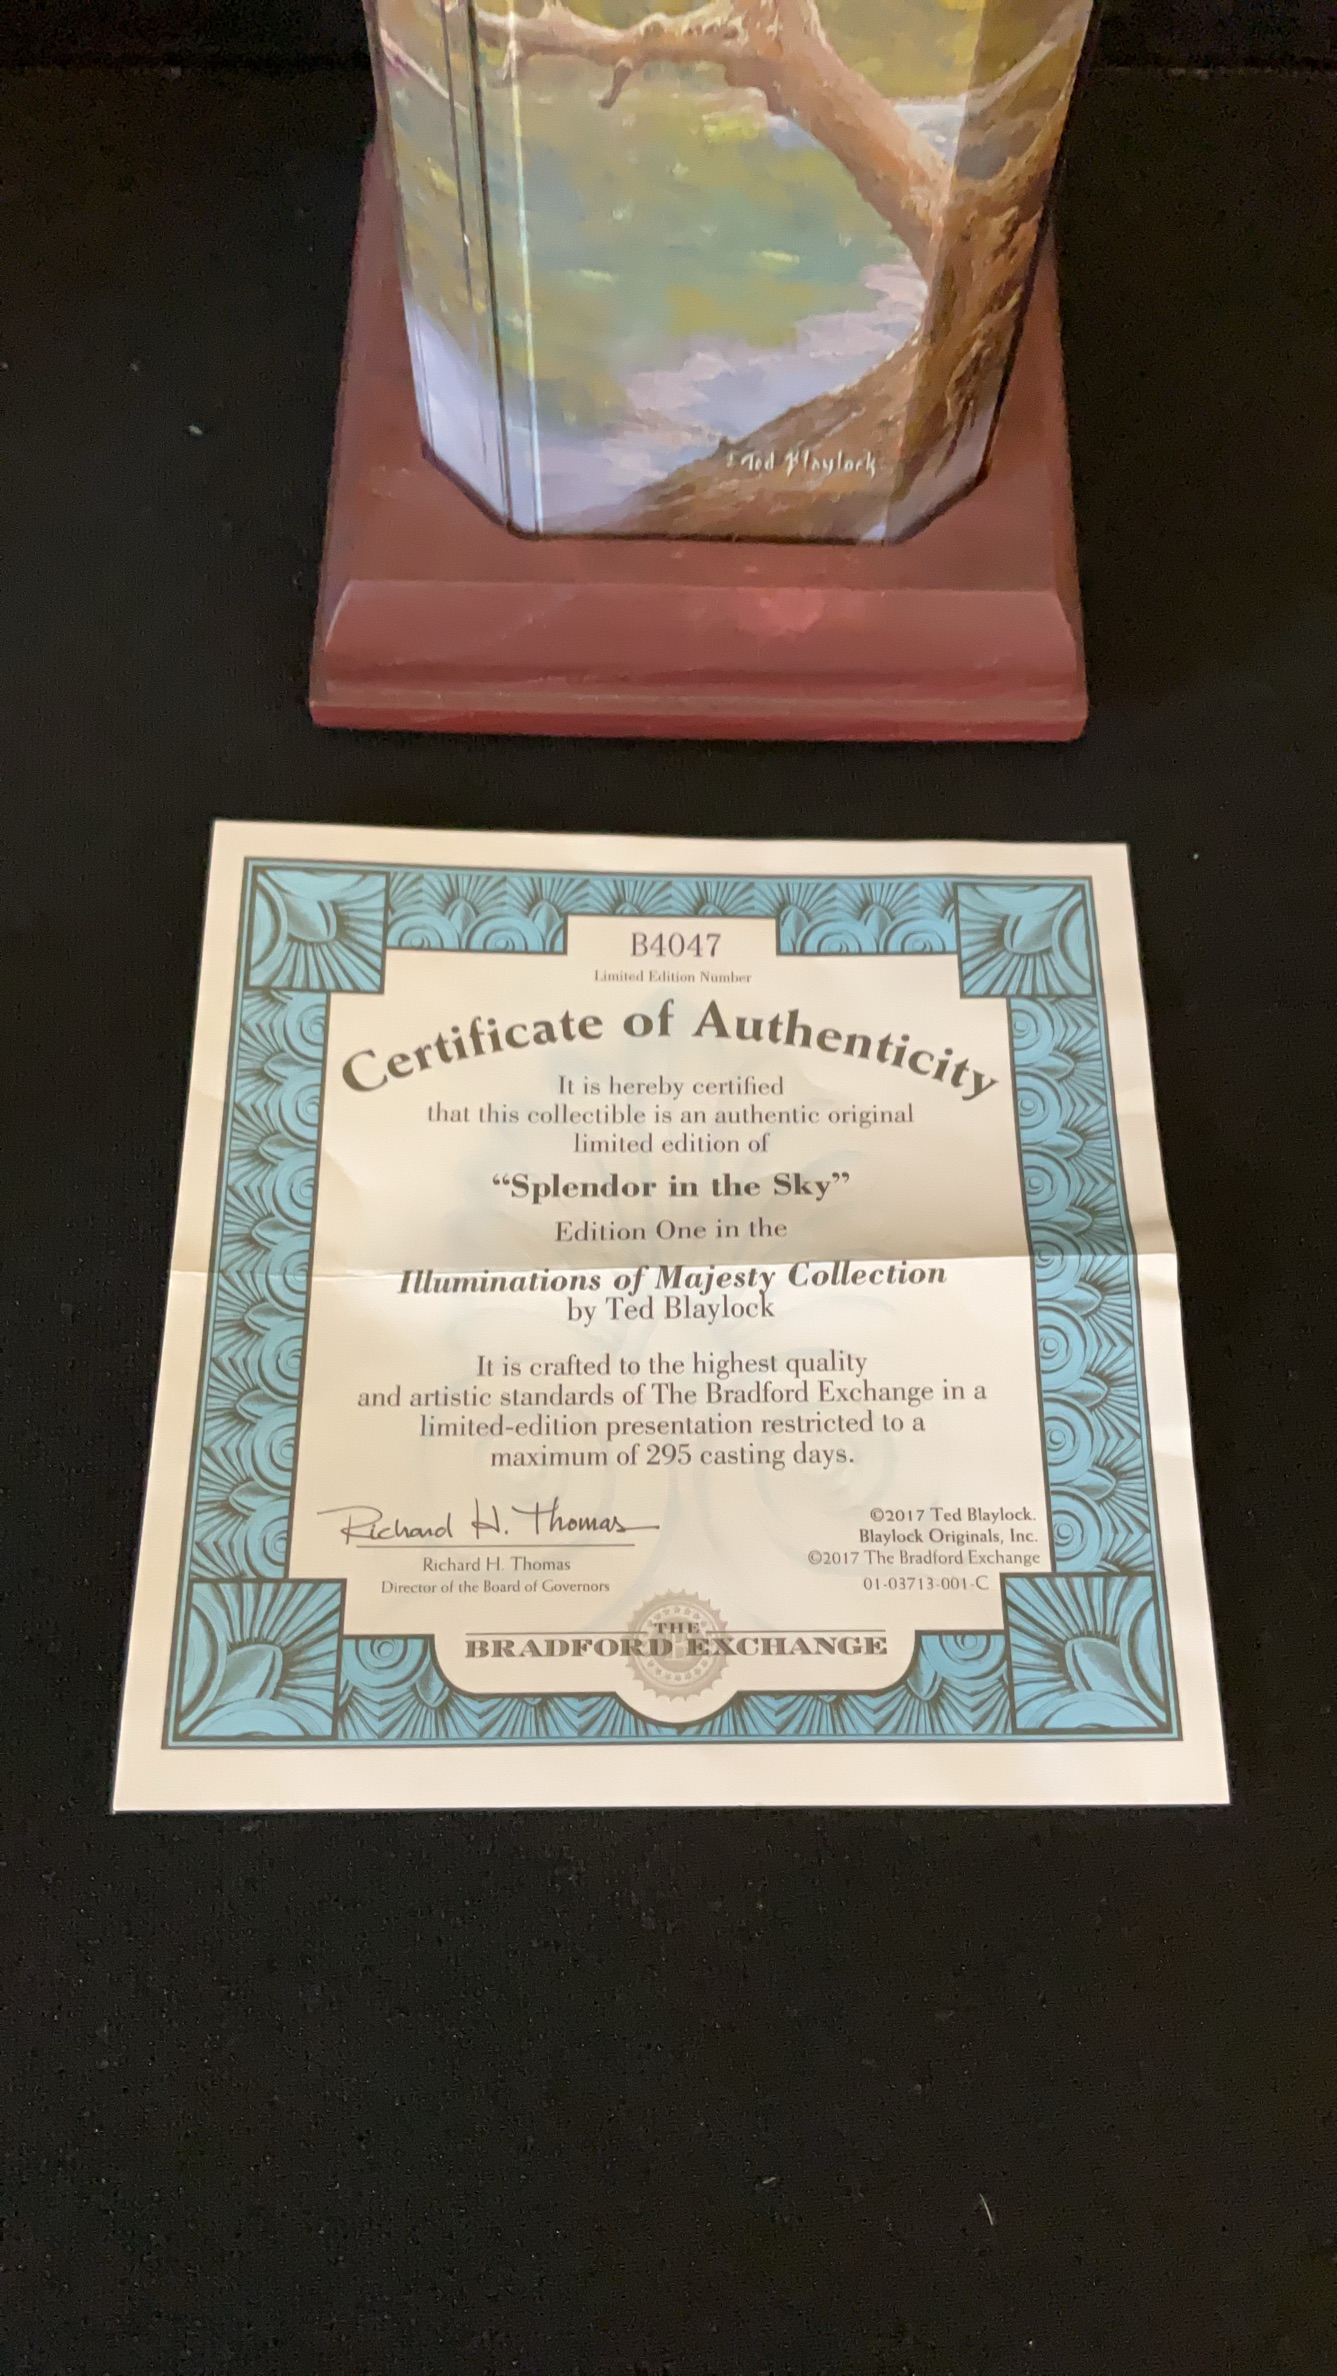 Ted Blaylock
B4047
Limited Edition Number
Certificate of Authenticity
It is hereby certified
that this collectible is an authentic original
limited edition of
“Splendor in the Sky”
Edition One in the
Illuminations of Majesty Collection
by Ted Blaylock
It is crafted to the highest quality
and artistic standards of The Bradford Exchange in a
limited-edition presentation restricted to a
maximum of 295 casting days.
Richard H. Thomas
Richard H. Thomas
Director of the Board of Governors
©2017 Ted Blaylock.
Blaylock Originals, Inc.
©2017 The Bradford Exchange
01-03713-001-C
THE
BRADFORD EXCHANGE